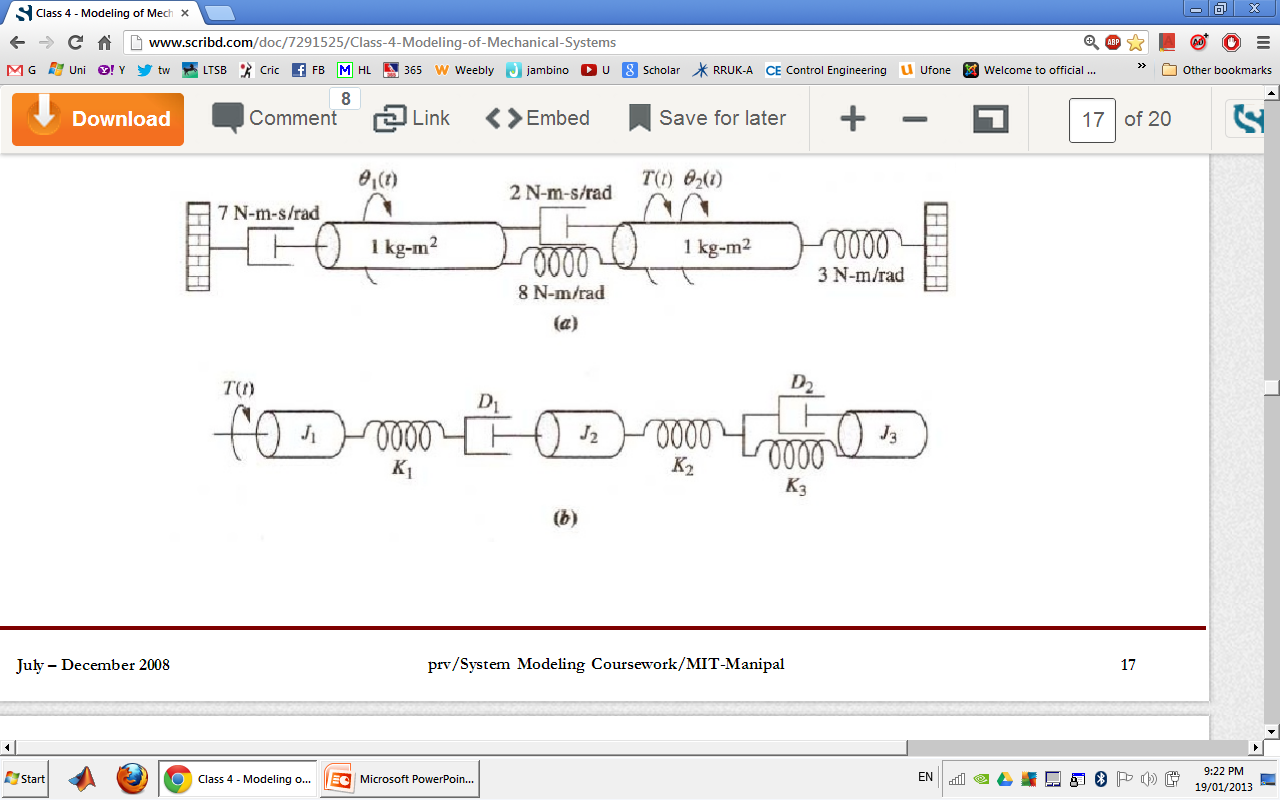 Class 4 - Modeling of Mech
www.scribd.com/doc/7291525/Class-4-Modeling-of-Mechanical-Systems
G Uni Y tw LTSB Cric FB HL 365 Weebly jambino U Scholar RRUK-A CE Control Engineering Ufone Welcome to official ... » Other bookmarks
Download 8 Comment Link Embed Save for later 17 of 20
θ1(t) 2 N-m-s/rad T(t) θ2(t)
7 N-m-s/rad
1 kg-m² 1 kg-m²
8 N-m/rad 3 N-m/rad
(a)
T(t) D1 D2
J1 J2 J3
K1 K2 K3
(b)
July – December 2008 prv/System Modeling Coursework/MIT-Manipal 17
Start Class 4 - Modeling o... Microsoft PowerPoin... EN 9:22 PM
19/01/2013